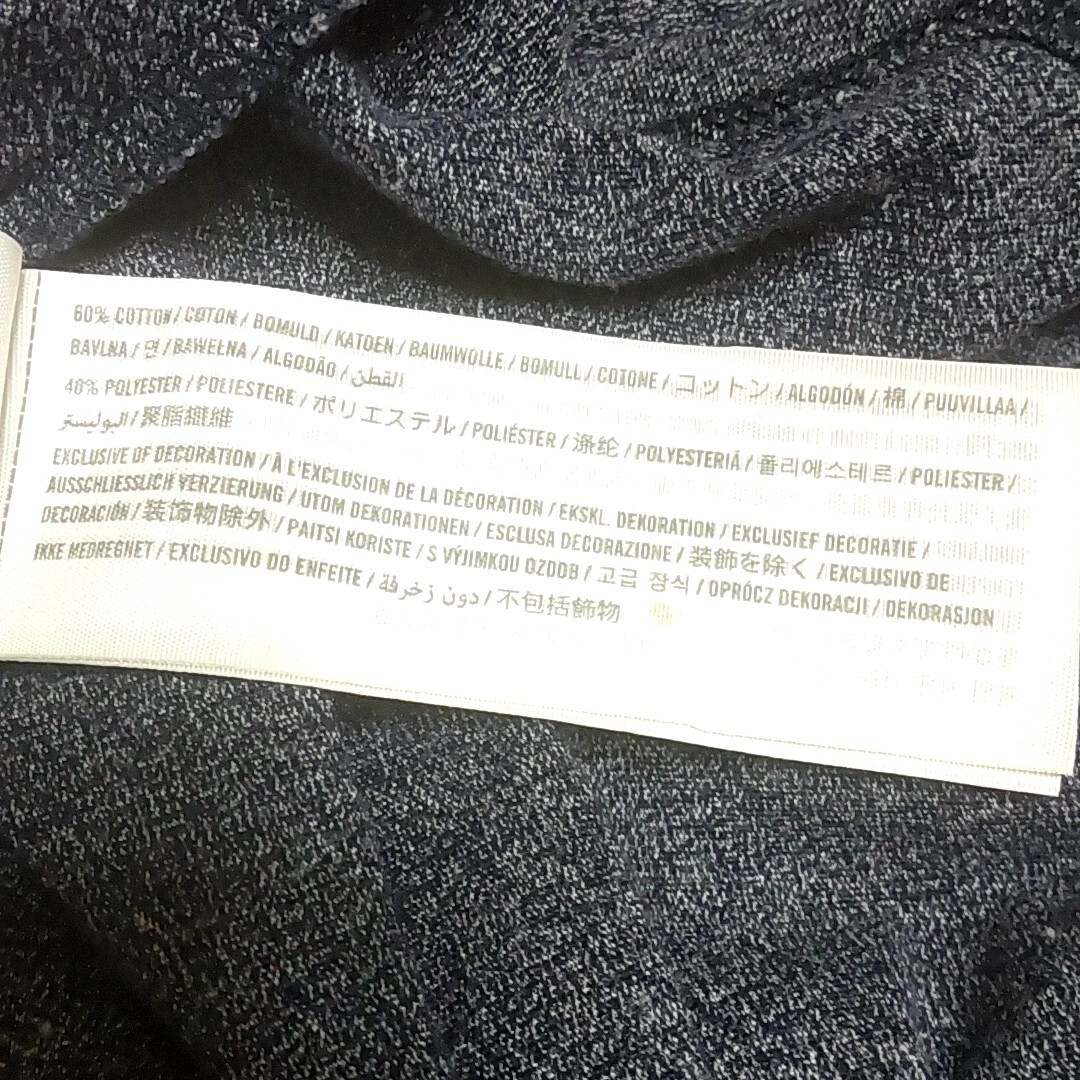 60% COTTON / COTON / BOMULD / KATOEN / BAUMWOLLE / BOMULL / COTONE / コットン / ALGODÓN / 棉 / PUUVILLAA /
BAVLNA / 면 / BAWEŁNA / ALGODÃO / القطن
40% POLYESTER / POLIESTERE / ポリエステル / POLIÉSTER / 涤纶 / POLYESTERIÄ / 폴리에스테르 / POLIESTER /
البوليستر / 聚脂纖維
EXCLUSIVE OF DECORATION / À L'EXCLUSION DE LA DÉCORATION / EKSKL. DEKORATION / EXCLUSIEF DECORATIE /
AUSSCHLIESSLICH VERZIERUNG / UTOM DEKORATIONEN / ESCLUSA DECORAZIONE / 装飾を除く / EXCLUSIVO DE
DECORACIÓN / 装饰物除外 / PAITSI KORISTE / S VÝJIMKOU OZDOB / 고급 장식 / OPRÓCZ DEKORACJI / DEKORASJON
IKKE MEDREGNET / EXCLUSIVO DO ENFEITE / دون زخرفة / 不包括飾物